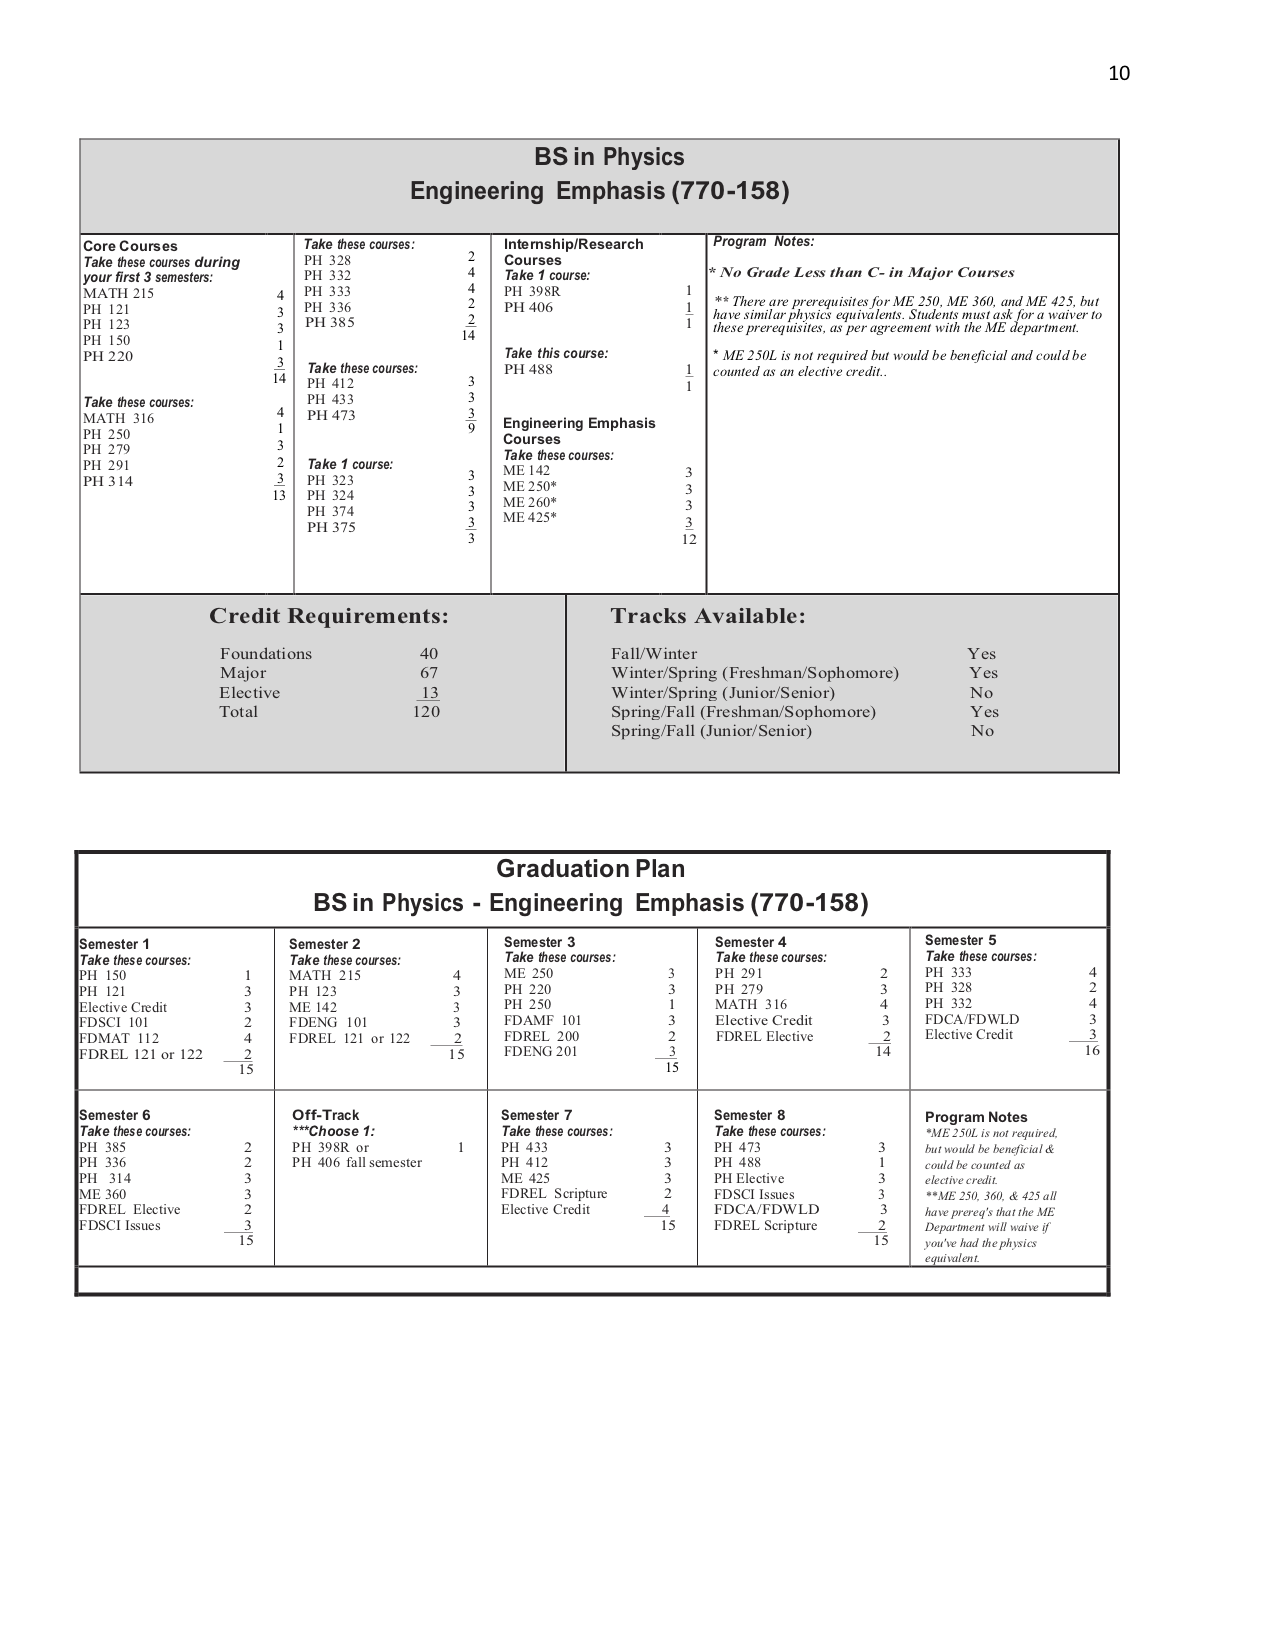 10
BS in Physics
Engineering Emphasis (770-158)
Core Courses
Take these courses during
your first 3 semesters:
MATH 215 4
PH 121 3
PH 123 3
PH 150 1
PH 220 3
14
Take these courses:
MATH 316 4
PH 250 1
PH 279 3
PH 291 2
PH 314 3
13
Take these courses:
PH 328 2
PH 332 4
PH 333 4
PH 336 2
PH 385 2
14
Take these courses:
PH 412 3
PH 433 3
PH 473 3
9
Take 1 course:
PH 323 3
PH 324 3
PH 374 3
PH 375 3
3
Internship/Research
Courses
Take 1 course:
PH 398R 1
PH 406 1
1
Take this course:
PH 488 1
1
Engineering Emphasis
Courses
Take these courses:
ME 142 3
ME 250* 3
ME 260* 3
ME 425* 3
12
Program Notes:
* No Grade Less than C- in Major Courses
** There are prerequisites for ME 250, ME 360, and ME 425, but
have similar physics equivalents. Students must ask for a waiver to
these prerequisites, as per agreement with the ME department.
* ME 250L is not required but would be beneficial and could be
counted as an elective credit..
Credit Requirements:
Foundations 40
Major 67
Elective 13
Total 120
Tracks Available:
Fall/Winter Yes
Winter/Spring (Freshman/Sophomore) Yes
Winter/Spring (Junior/Senior) No
Spring/Fall (Freshman/Sophomore) Yes
Spring/Fall (Junior/Senior) No
Graduation Plan
BS in Physics - Engineering Emphasis (770-158)
Semester 1
Take these courses:
PH 150 1
PH 121 3
Elective Credit 3
FDSCI 101 2
FDMAT 112 4
FDREL 121 or 122 2
15
Semester 2
Take these courses:
MATH 215 4
PH 123 3
ME 142 3
FDENG 101 3
FDREL 121 or 122 2
15
Semester 3
Take these courses:
ME 250 3
PH 220 3
PH 250 1
FDAMF 101 3
FDREL 200 2
FDENG 201 3
15
Semester 4
Take these courses:
PH 291 2
PH 279 3
MATH 316 4
Elective Credit 3
FDREL Elective 2
14
Semester 5
Take these courses:
PH 333 4
PH 328 2
PH 332 4
FDCA/FDWLD 3
Elective Credit 3
16
Semester 6
Take these courses:
PH 385 2
PH 336 2
PH 314 3
ME 360 3
FDREL Elective 2
FDSCI Issues 3
15
Off-Track
***Choose 1:
PH 398R or 1
PH 406 fall semester
Semester 7
Take these courses:
PH 433 3
PH 412 3
ME 425 3
FDREL Scripture 2
Elective Credit 4
15
Semester 8
Take these courses:
PH 473 3
PH 488 1
PH Elective 3
FDSCI Issues 3
FDCA/FDWLD 3
FDREL Scripture 2
15
Program Notes
*ME 250L is not required,
but would be beneficial &
could be counted as
elective credit.
**ME 250, 360, & 425 all
have prereq's that the ME
Department will waive if
you've had the physics
equivalent.